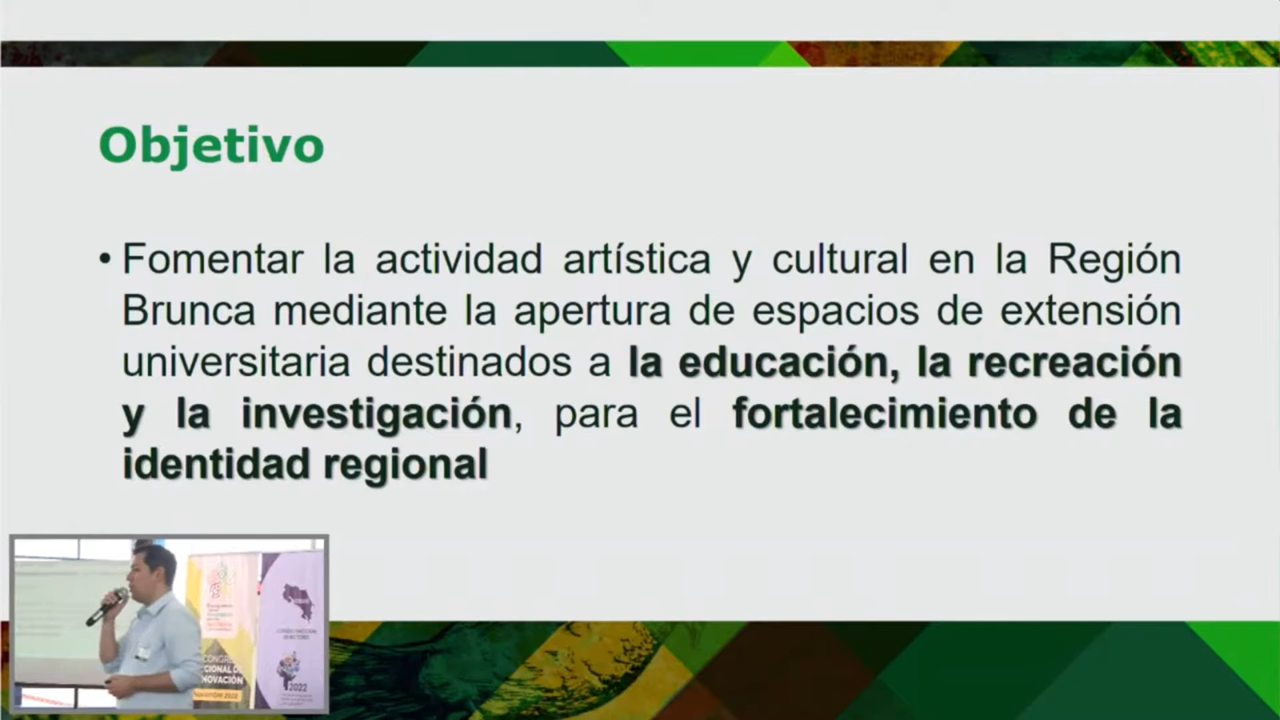 Objetivo
• Fomentar la actividad artística y cultural en la Región
Brunca mediante la apertura de espacios de extensión
universitaria destinados a la educación, la recreación
y la investigación, para el fortalecimiento de la
identidad regional
2022